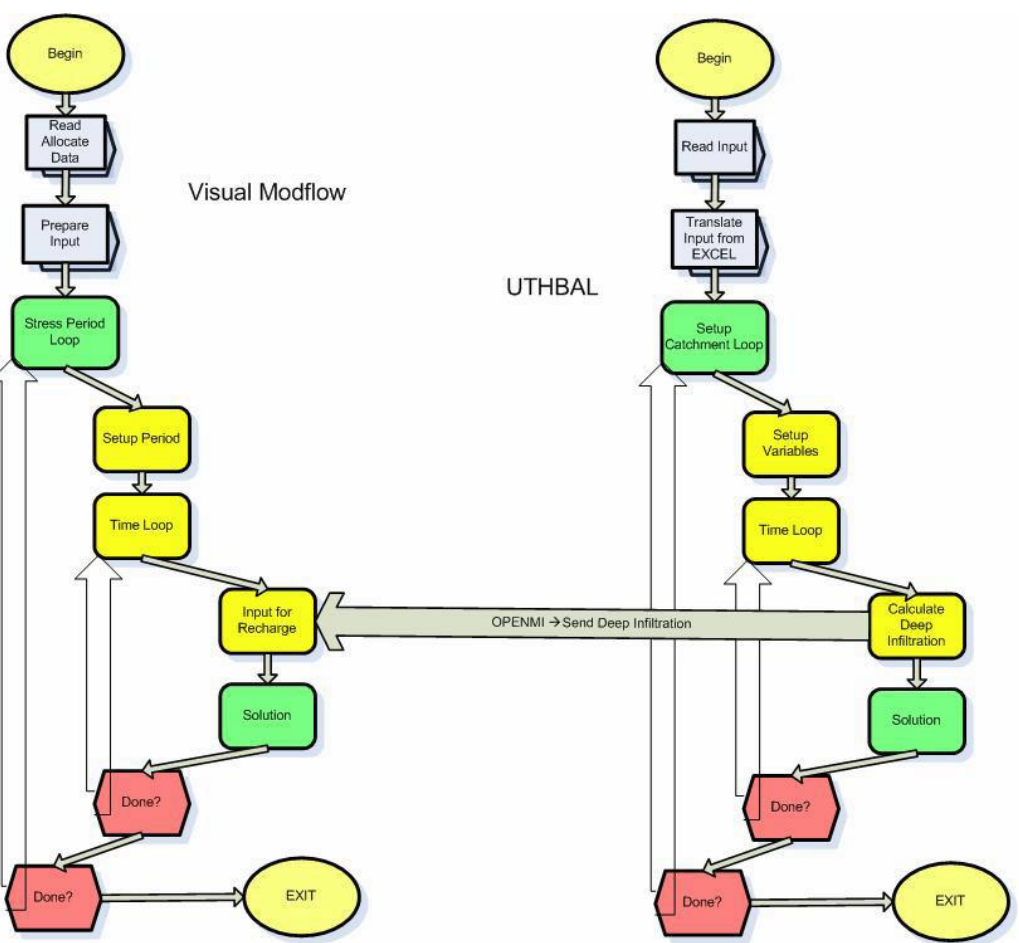 Begin
Read
Allocate
Data
Prepare
Input
Visual Modflow
Stress Period
Loop
Setup Period
Time Loop
Input for
Recharge
Solution
Done?
Done?
EXIT
OPENMI → Send Deep Infiltration
UTHBAL
Begin
Read Input
Translate
Input from
EXCEL
Setup
Catchment Loop
Setup
Variables
Time Loop
Calculate
Deep
Infiltration
Solution
Done?
Done?
EXIT